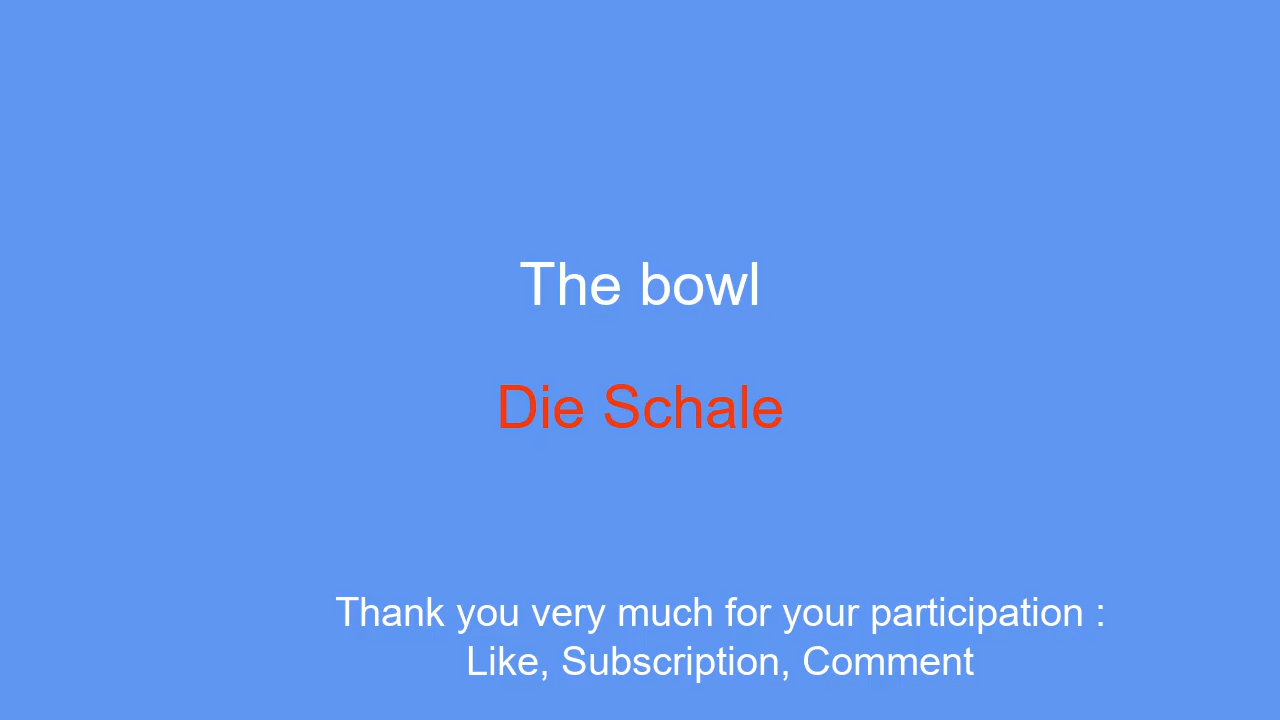 The bowl
Die Schale
Thank you very much for your participation :
Like, Subscription, Comment